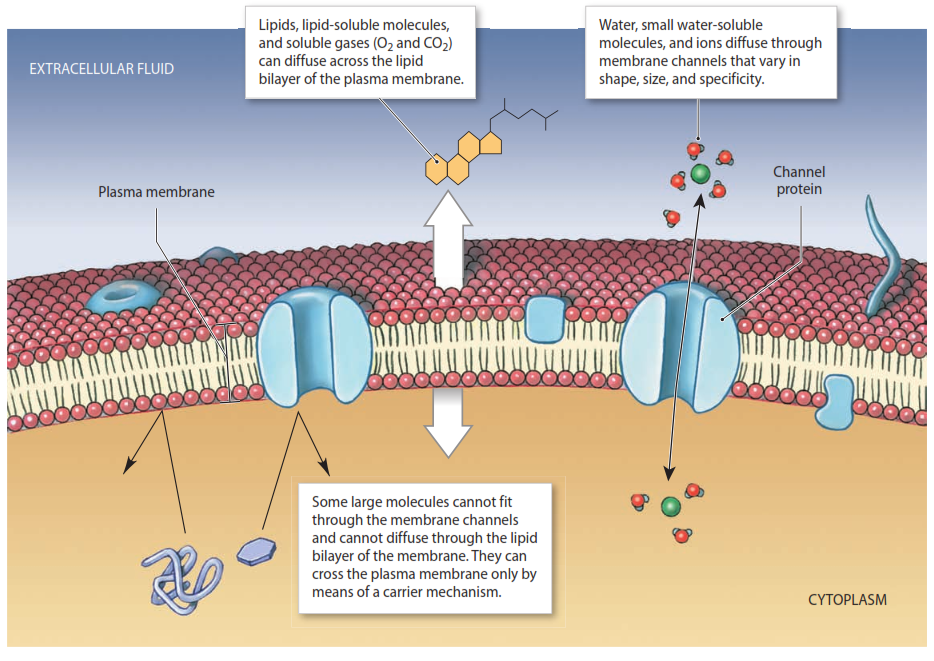 Lipids, lipid-soluble molecules,
and soluble gases (O₂ and CO₂)
can diffuse across the lipid
bilayer of the plasma membrane.
Water, small water-soluble
molecules, and ions diffuse through
membrane channels that vary in
shape, size, and specificity.
EXTRACELLULAR FLUID
Plasma membrane
Channel
protein
Some large molecules cannot fit
through the membrane channels
and cannot diffuse through the lipid
bilayer of the membrane. They can
cross the plasma membrane only by
means of a carrier mechanism.
CYTOPLASM